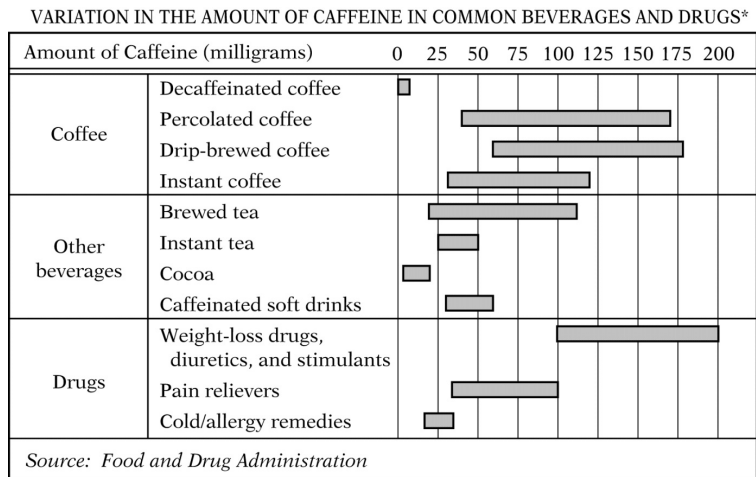 VARIATION IN THE AMOUNT OF CAFFEINE IN COMMON BEVERAGES AND DRUGS*
Amount of Caffeine (milligrams) 0 25 50 75 100 125 150 175 200
Coffee
Decaffeinated coffee
Percolated coffee
Drip-brewed coffee
Instant coffee
Other
beverages
Brewed tea
Instant tea
Cocoa
Caffeinated soft drinks
Drugs
Weight-loss drugs,
diuretics, and stimulants
Pain relievers
Cold/allergy remedies
Source: Food and Drug Administration